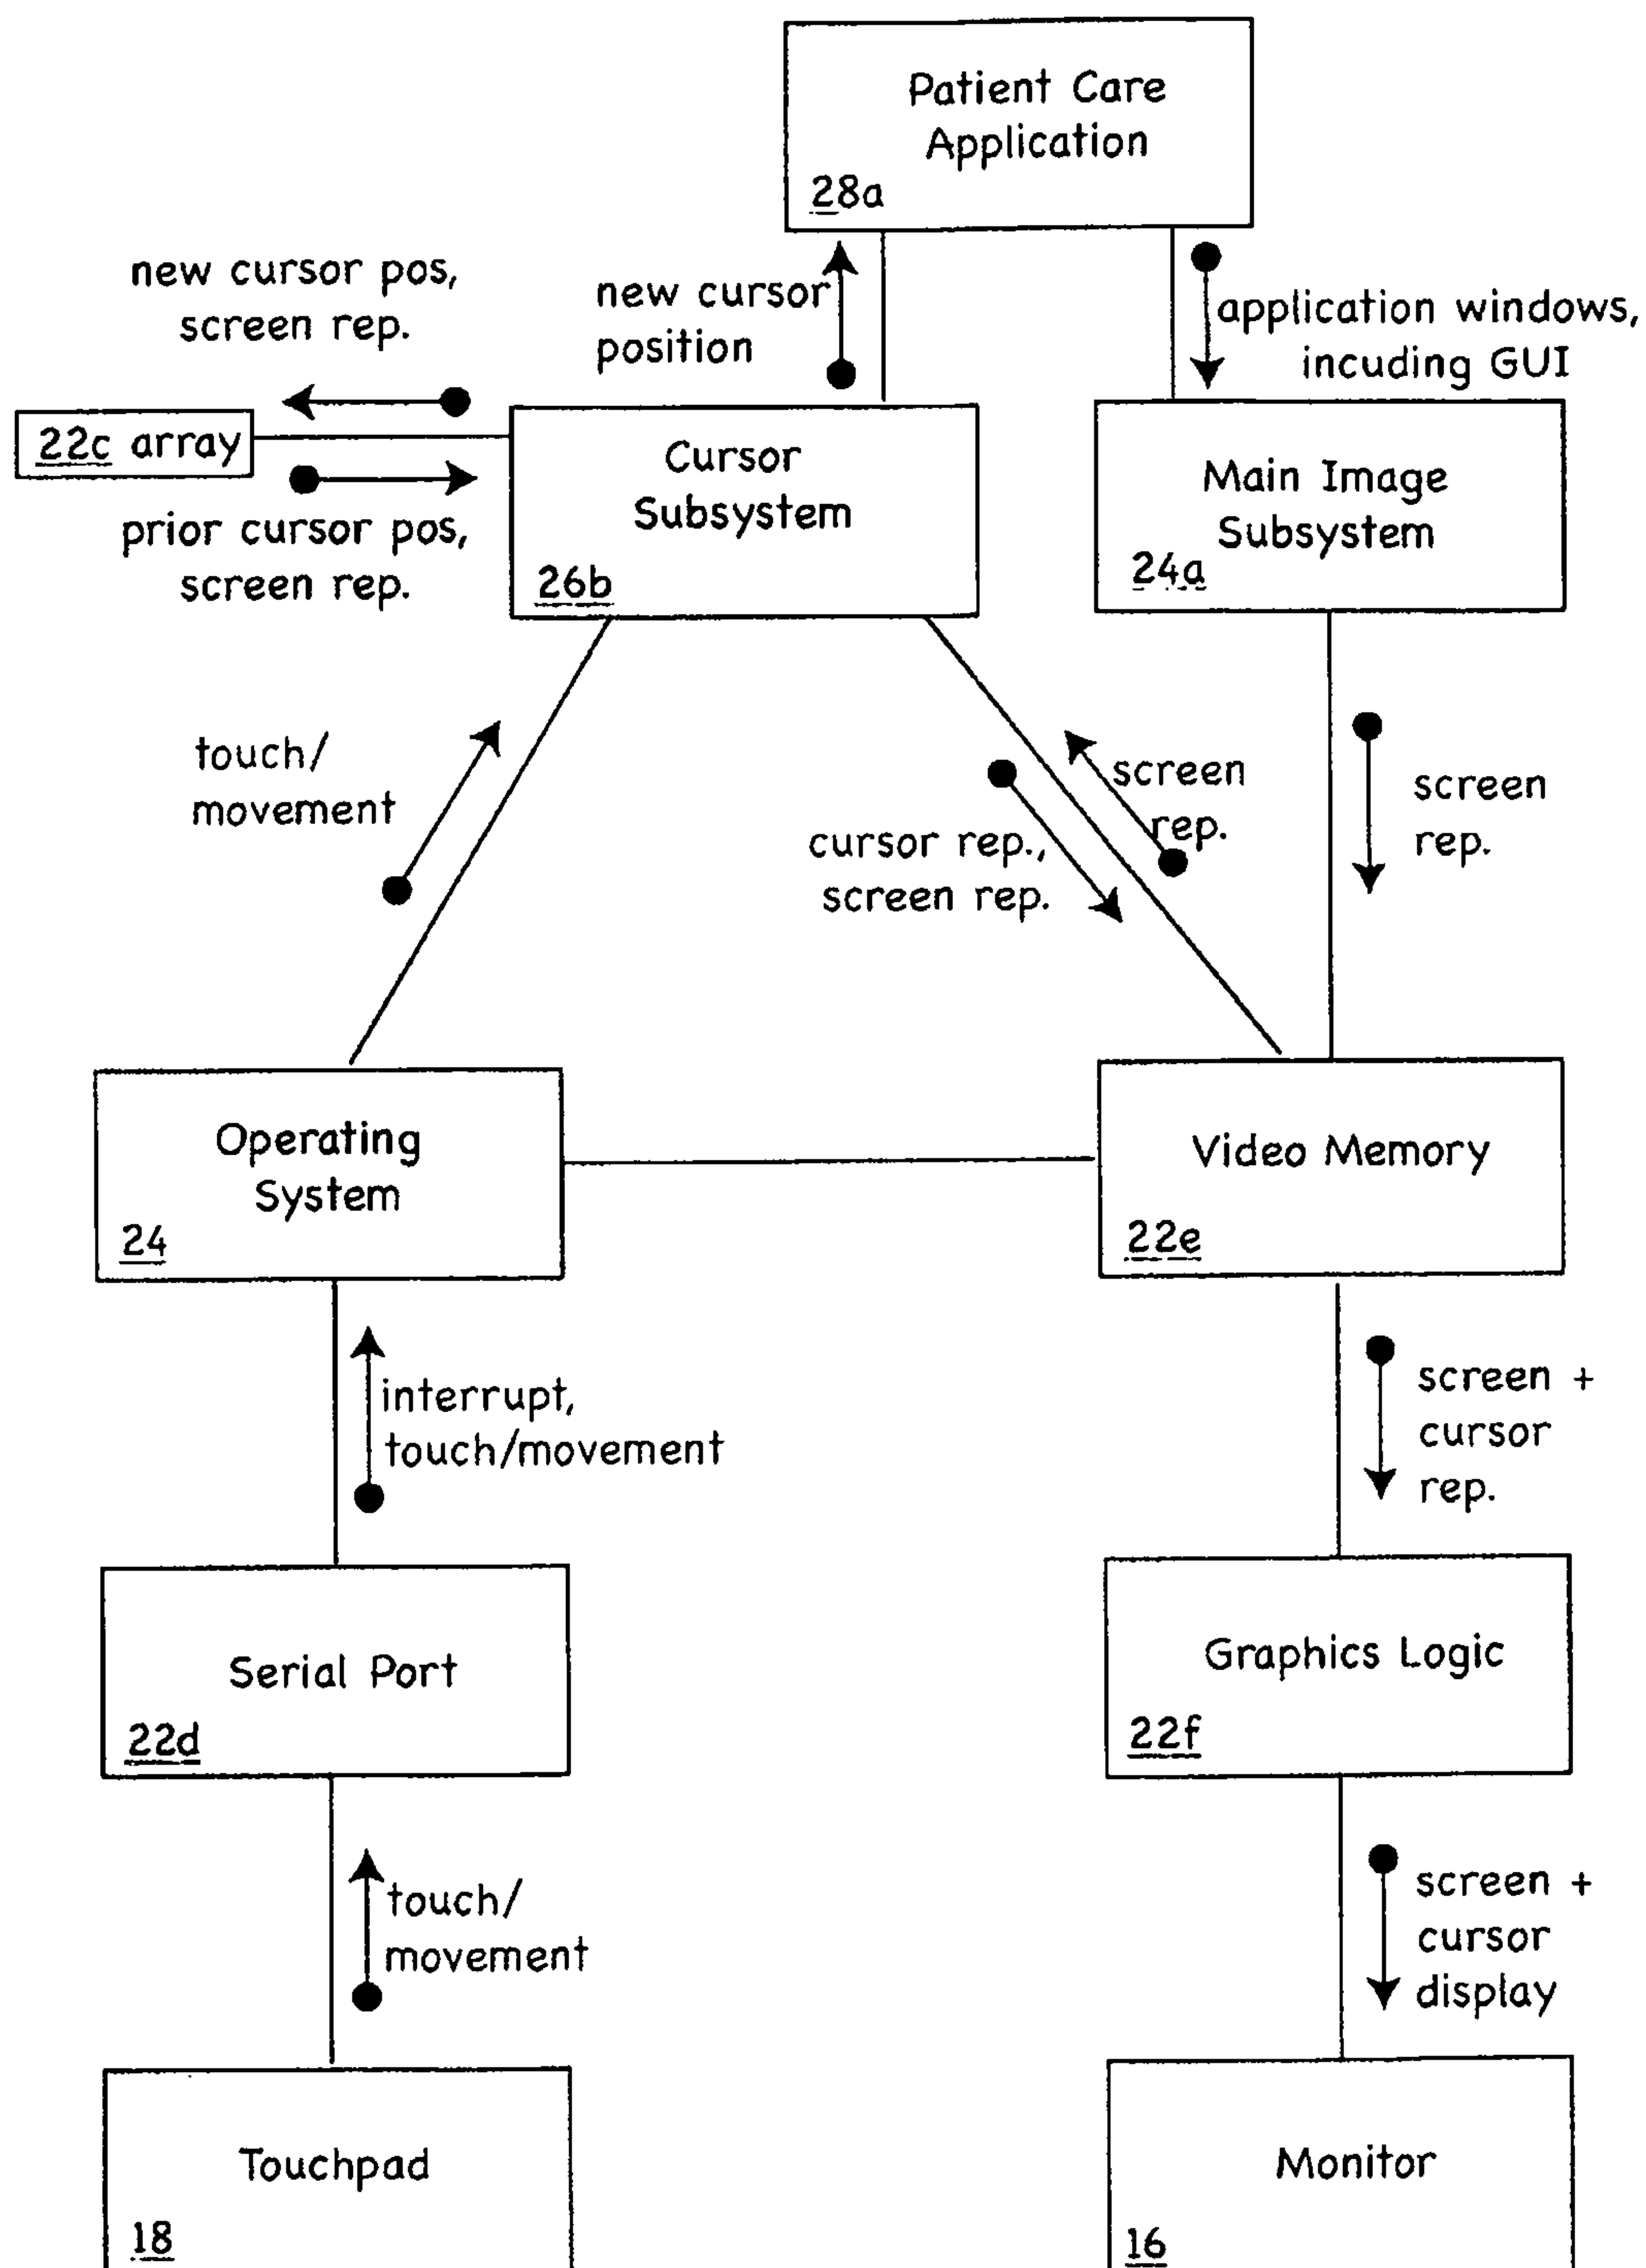 Patient Care
Application
28a
new cursor pos,
screen rep.
new cursor
position
application windows,
incuding GUI
22c array
prior cursor pos,
screen rep.
Cursor
Subsystem
26b
Main Image
Subsystem
24a
touch/
movement
cursor rep.,
screen rep.
screen
rep.
screen
rep.
Operating
System
24
Video Memory
22e
interrupt,
touch/movement
screen +
cursor
rep.
Serial Port
22d
Graphics Logic
22f
touch/
movement
screen +
cursor
display
Touchpad
18
Monitor
16